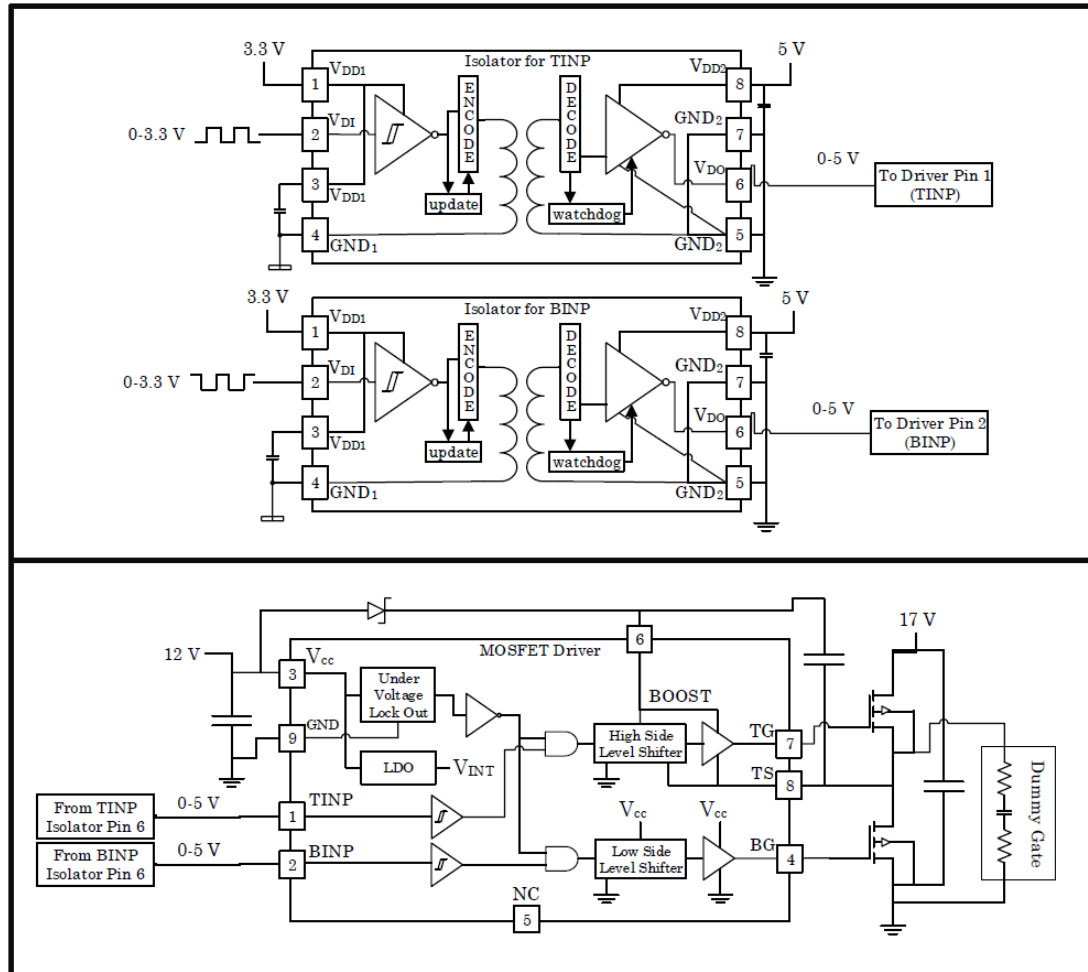 3.3 V
5 V
Isolator for TINP
1
VDD1
ENCODE
DECODE
VDD2
8
0-3.3 V
2
VDI
GND2
7
3
VDD1
update
watchdog
VDO
6
0-5 V
To Driver Pin 1
(TINP)
4
GND1
GND2
5
3.3 V
5 V
Isolator for BINP
1
VDD1
ENCODE
DECODE
VDD2
8
0-3.3 V
2
VDI
GND2
7
3
VDD1
update
watchdog
VDO
6
0-5 V
To Driver Pin 2
(BINP)
4
GND1
GND2
5
17 V
6
MOSFET Driver
12 V
3
Vcc
Under
Voltage
Lock Out
BOOST
9
GND
High Side
Level Shifter
TG
7
LDO
VINT
TS
8
From TINP
Isolator Pin 6
0-5 V
1
TINP
Vcc
Vcc
From BINP
Isolator Pin 6
0-5 V
2
BINP
Low Side
Level Shifter
BG
4
NC
5
Dummy Gate